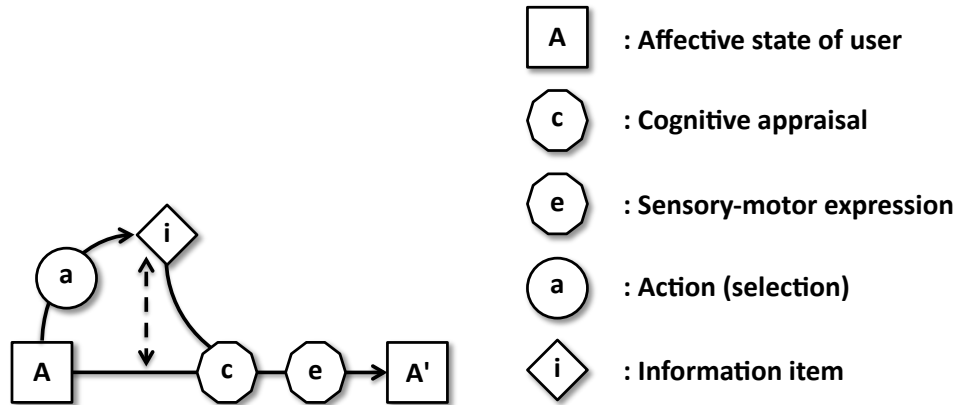 A : Affective state of user
c : Cognitive appraisal
e : Sensory-motor expression
a : Action (selection)
i : Information item
i
a
A c e A'